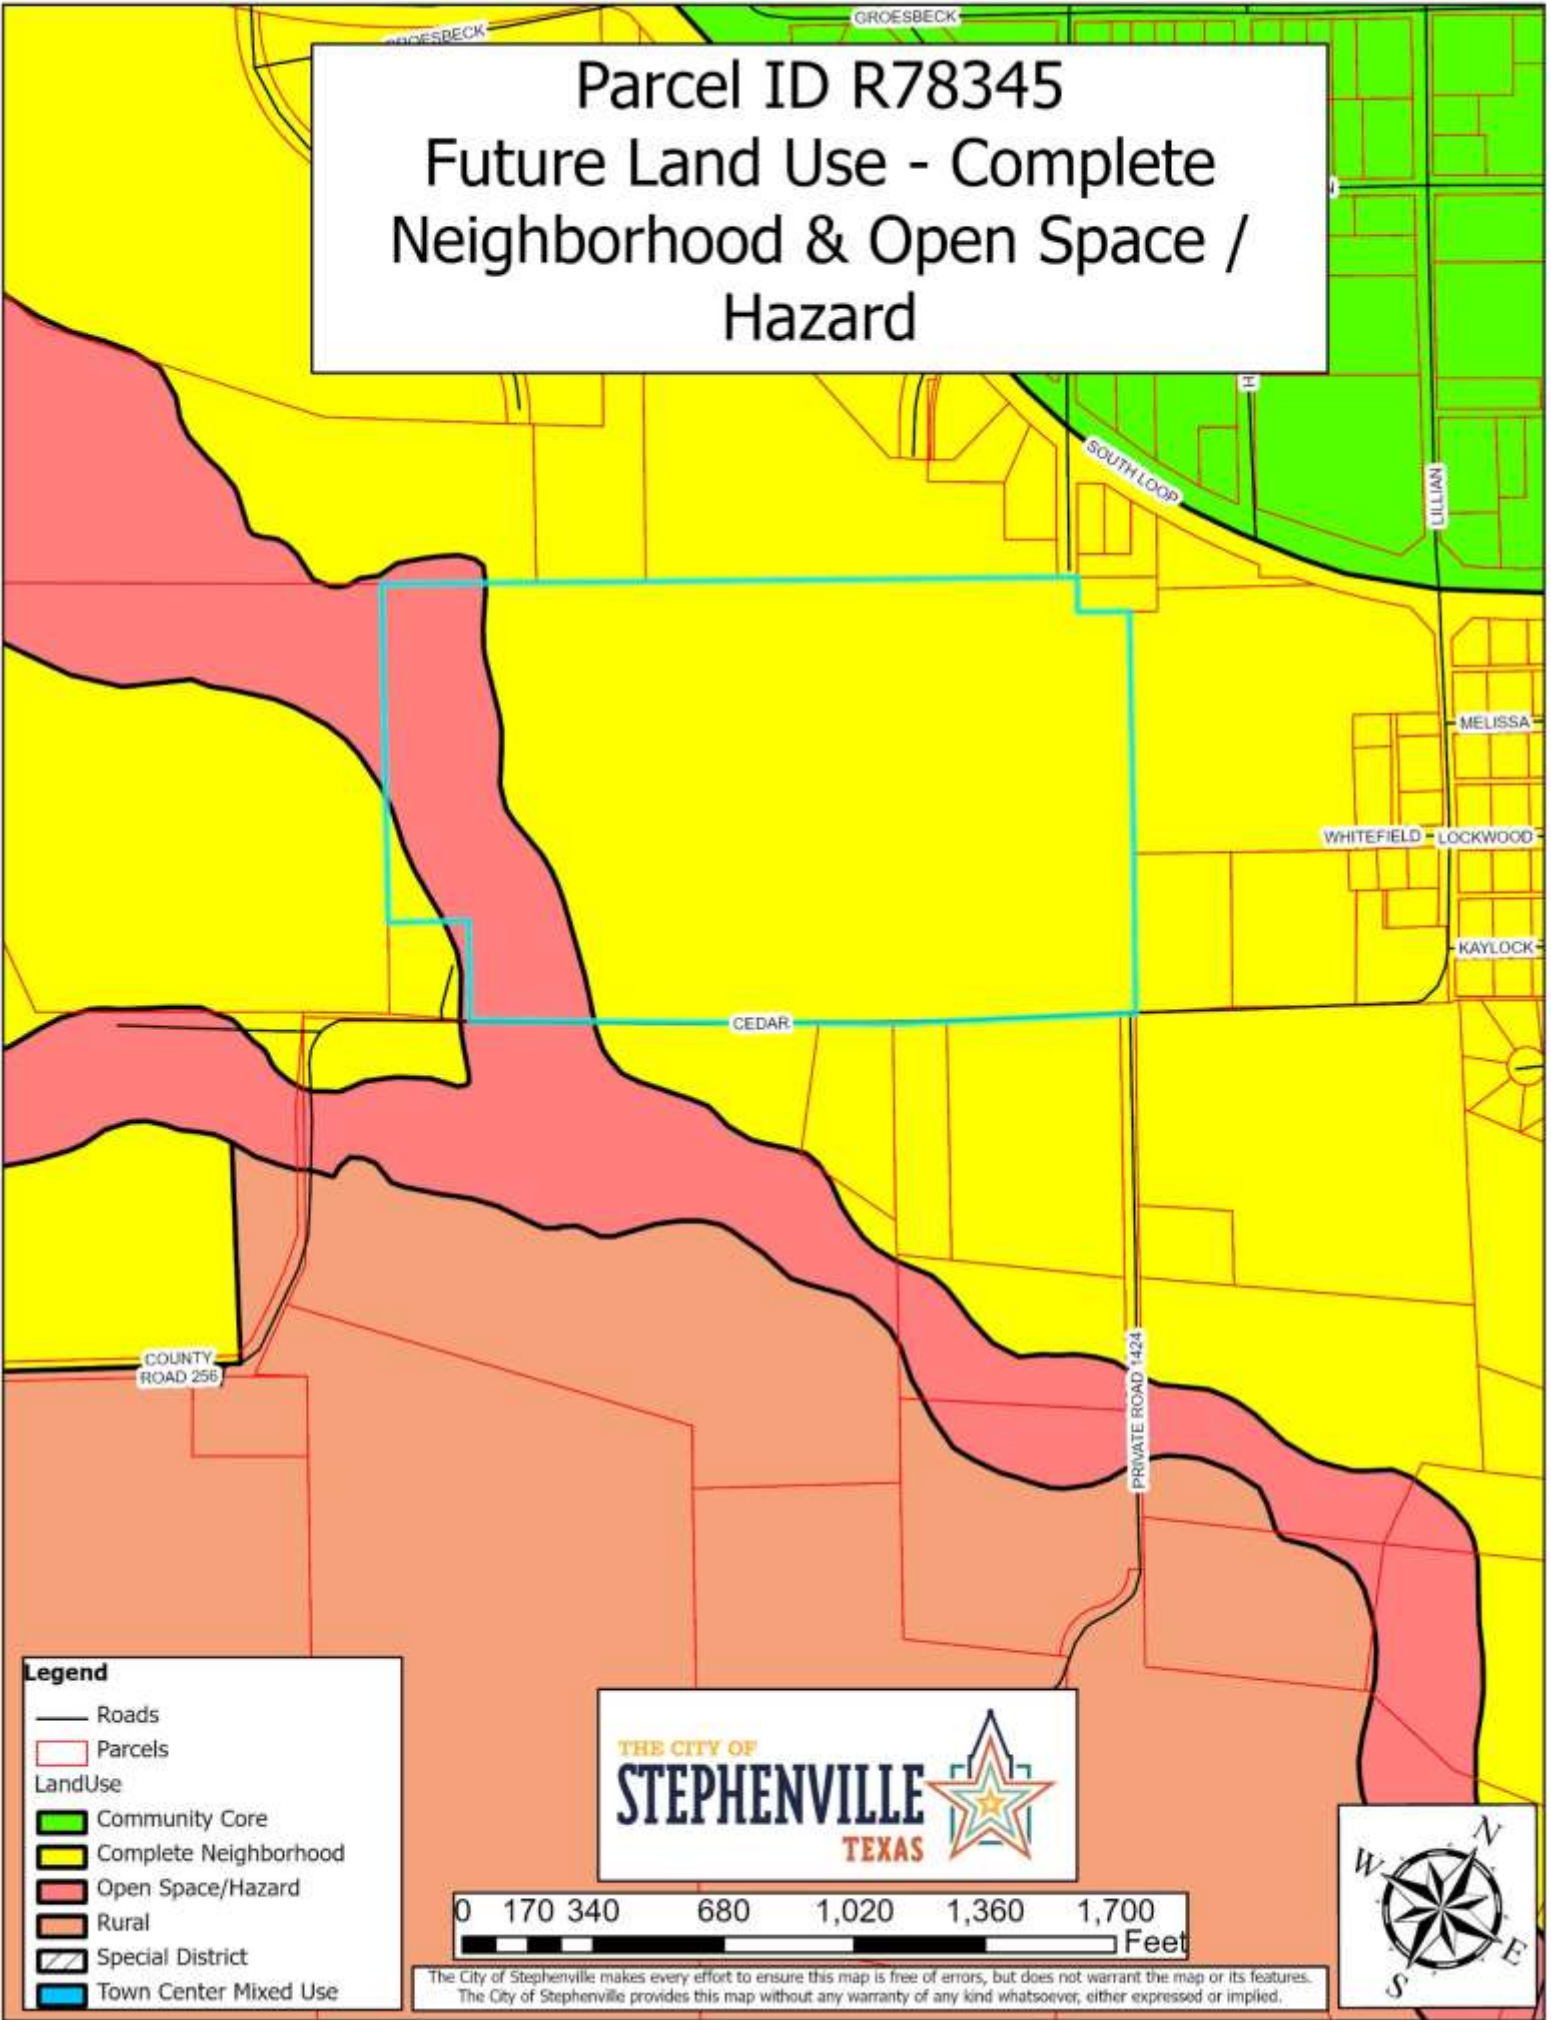 GROESBECK
GROESBECK
Parcel ID R78345
Future Land Use - Complete
Neighborhood & Open Space /
Hazard
H
SOUTH LOOP
LILLIAN
MELISSA
WHITEFIELD
LOCKWOOD
KAYLOCK
CEDAR
COUNTY
ROAD 256
PRIVATE ROAD 1424
Legend
Roads
Parcels
LandUse
Community Core
Complete Neighborhood
Open Space/Hazard
Rural
Special District
Town Center Mixed Use
THE CITY OF
STEPHENVILLE
TEXAS
0 170 340 680 1,020 1,360 1,700
Feet
The City of Stephenville makes every effort to ensure this map is free of errors, but does not warrant the map or its features.
The City of Stephenville provides this map without any warranty of any kind whatsoever, either expressed or implied.
N
W
E
S